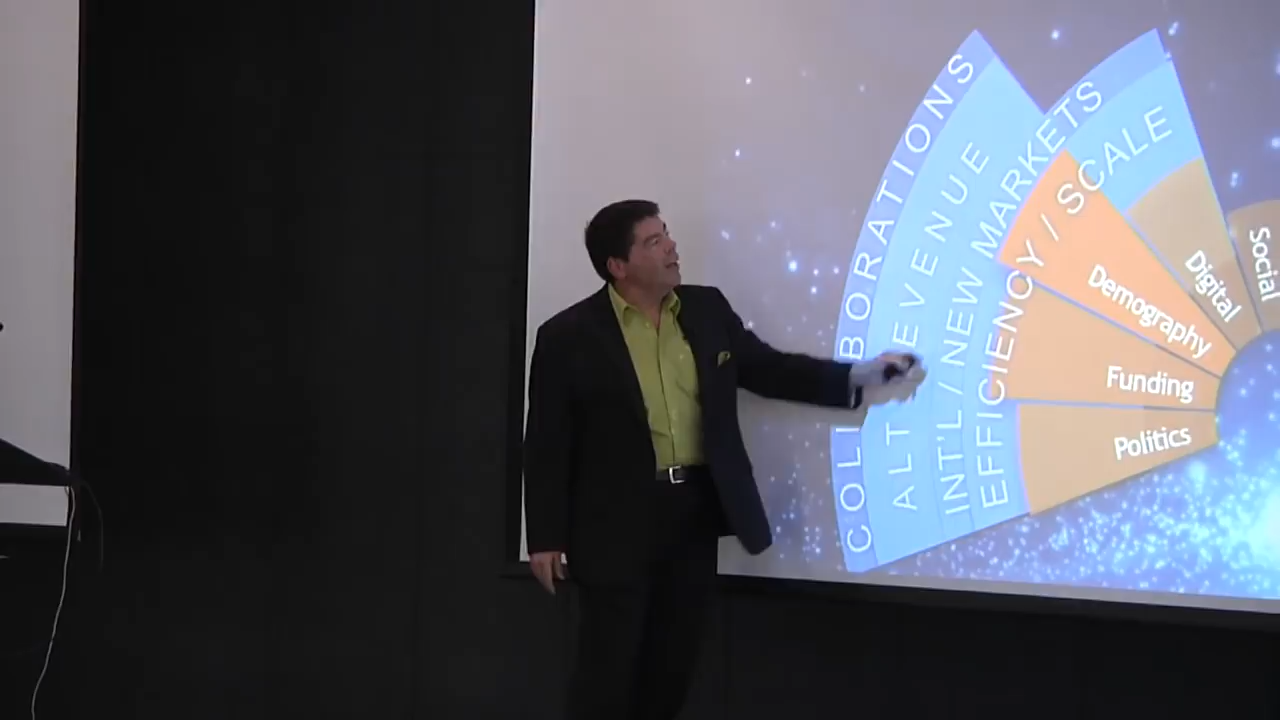 COLLABORATIONS
ALT REVENUE
INT'L / NEW MARKETS
EFFICIENCY / SCALE
Social
Digital
Demography
Funding
Politics